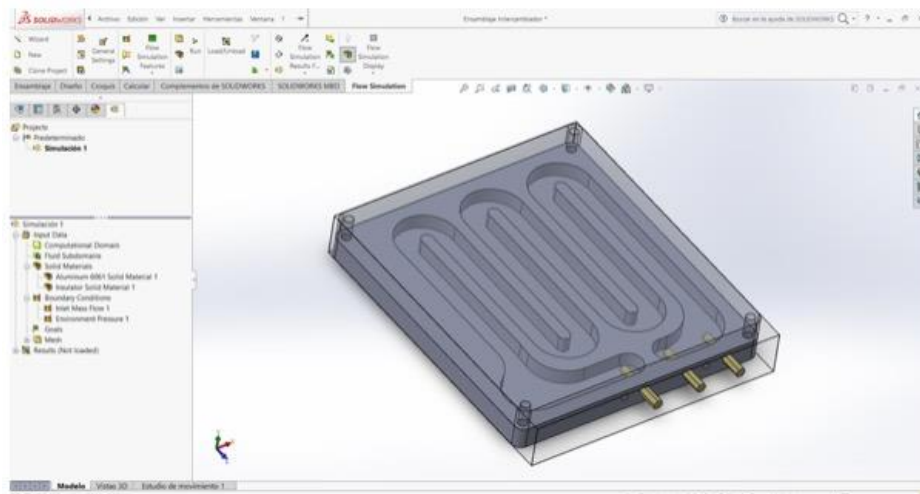 SOLIDWORKS Archivo Edición Ver Insertar Herramientas Ventana ? Ensamblaje Intercambiador * Buscar en la ayuda de SOLIDWORKS
Wizard
New
Clone Project
General Settings
Flow Simulation Features
Run
Load/Unload
Flow Simulation Results F...
Flow Simulation Display
Ensamblaje Diseño Croquis Calcular Complementos de SOLIDWORKS SOLIDWORKS MBD Flow Simulation
Projects
Predeterminado
Simulación 1
Simulación 1
Input Data
Computational Domain
Fluid Subdomains
Solid Materials
Aluminum 6061 Solid Material 1
Insulator Solid Material 1
Boundary Conditions
Inlet Mass Flow 1
Environment Pressure 1
Goals
Mesh
Results (Not loaded)
Modelo Vistas 3D Estudio de movimiento 1